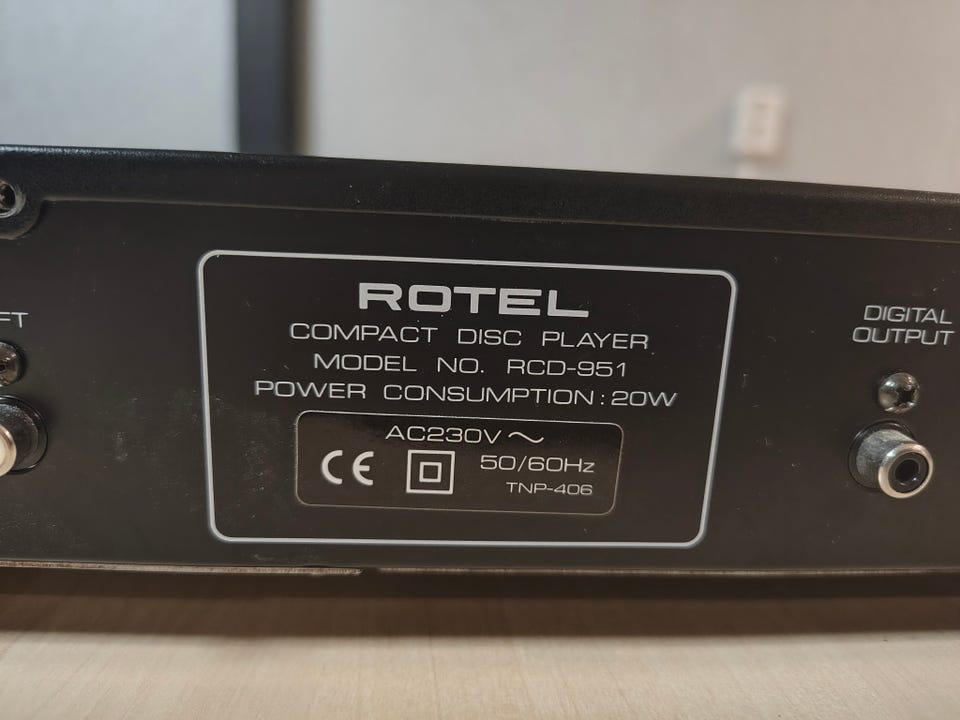 ROTEL
COMPACT DISC PLAYER
MODEL NO. RCD-951
POWER CONSUMPTION : 20W
AC230V ~
CE
50/60Hz
TNP-406
FT
DIGITAL
OUTPUT